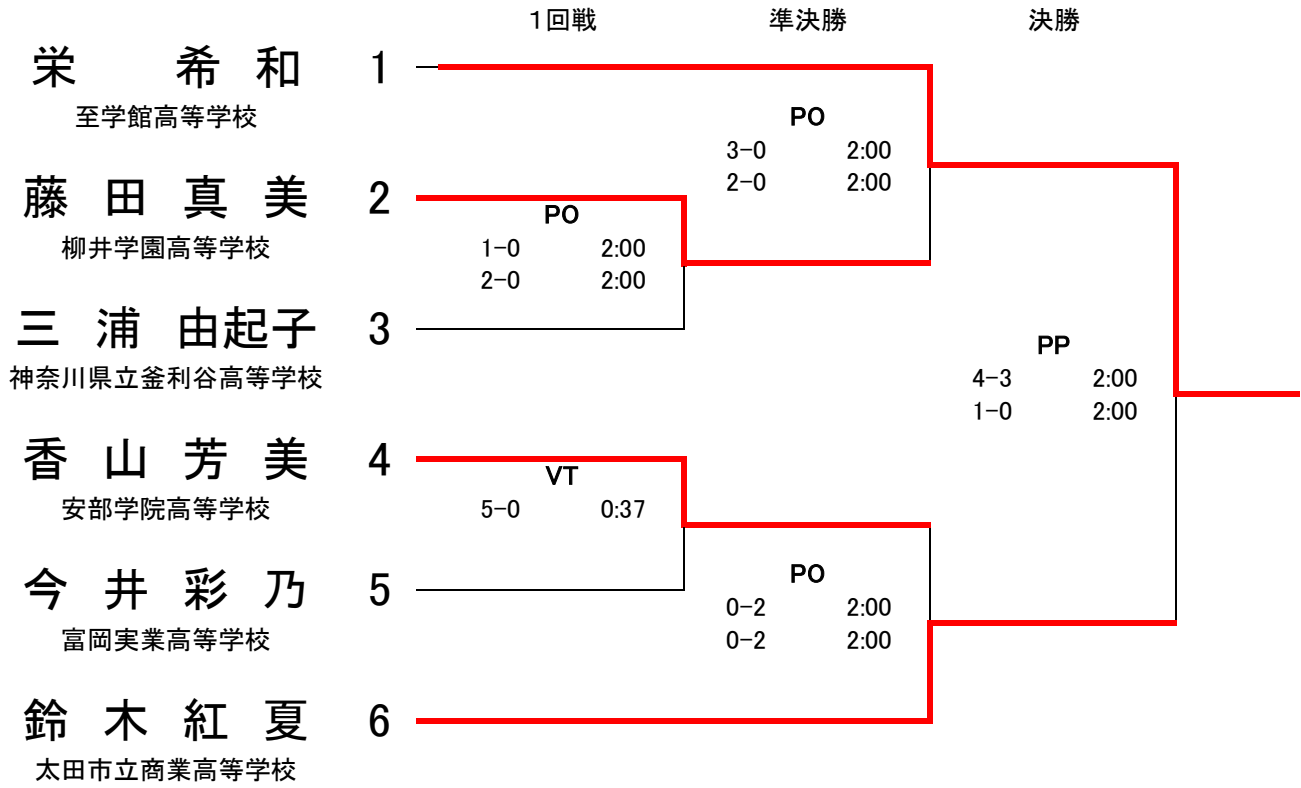 1回戦 準決勝 決勝
栄 希和 1
至学館高等学校
PO
3-0 2:00
2-0 2:00
藤田真美 2
柳井学園高等学校
PO
1-0 2:00
2-0 2:00
三浦由起子 3
神奈川県立釜利谷高等学校
PP
4-3 2:00
1-0 2:00
香山芳美 4
安部学院高等学校
VT
5-0 0:37
今井彩乃 5
富岡実業高等学校
PO
0-2 2:00
0-2 2:00
鈴木紅夏 6
太田市立商業高等学校